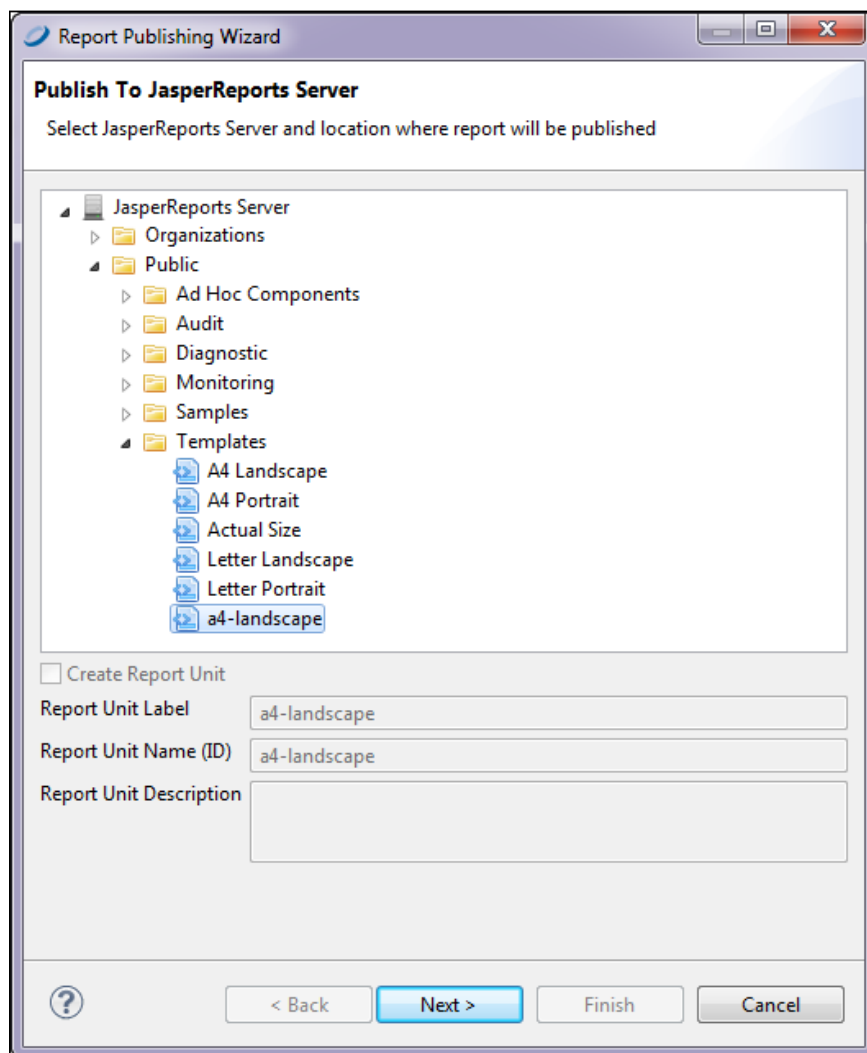 Report Publishing Wizard
Publish To JasperReports Server
Select JasperReports Server and location where report will be published
JasperReports Server
Organizations
Public
Ad Hoc Components
Audit
Diagnostic
Monitoring
Samples
Templates
A4 Landscape
A4 Portrait
Actual Size
Letter Landscape
Letter Portrait
a4-landscape
Create Report Unit
Report Unit Label a4-landscape
Report Unit Name (ID) a4-landscape
Report Unit Description
? < Back Next > Finish Cancel